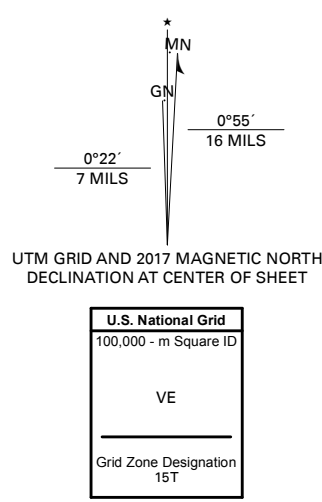 ★
MN
GN
0°55´
16 MILS
0°22´
7 MILS
UTM GRID AND 2017 MAGNETIC NORTH
DECLINATION AT CENTER OF SHEET
U.S. National Grid
100,000 - m Square ID
VE
Grid Zone Designation
15T